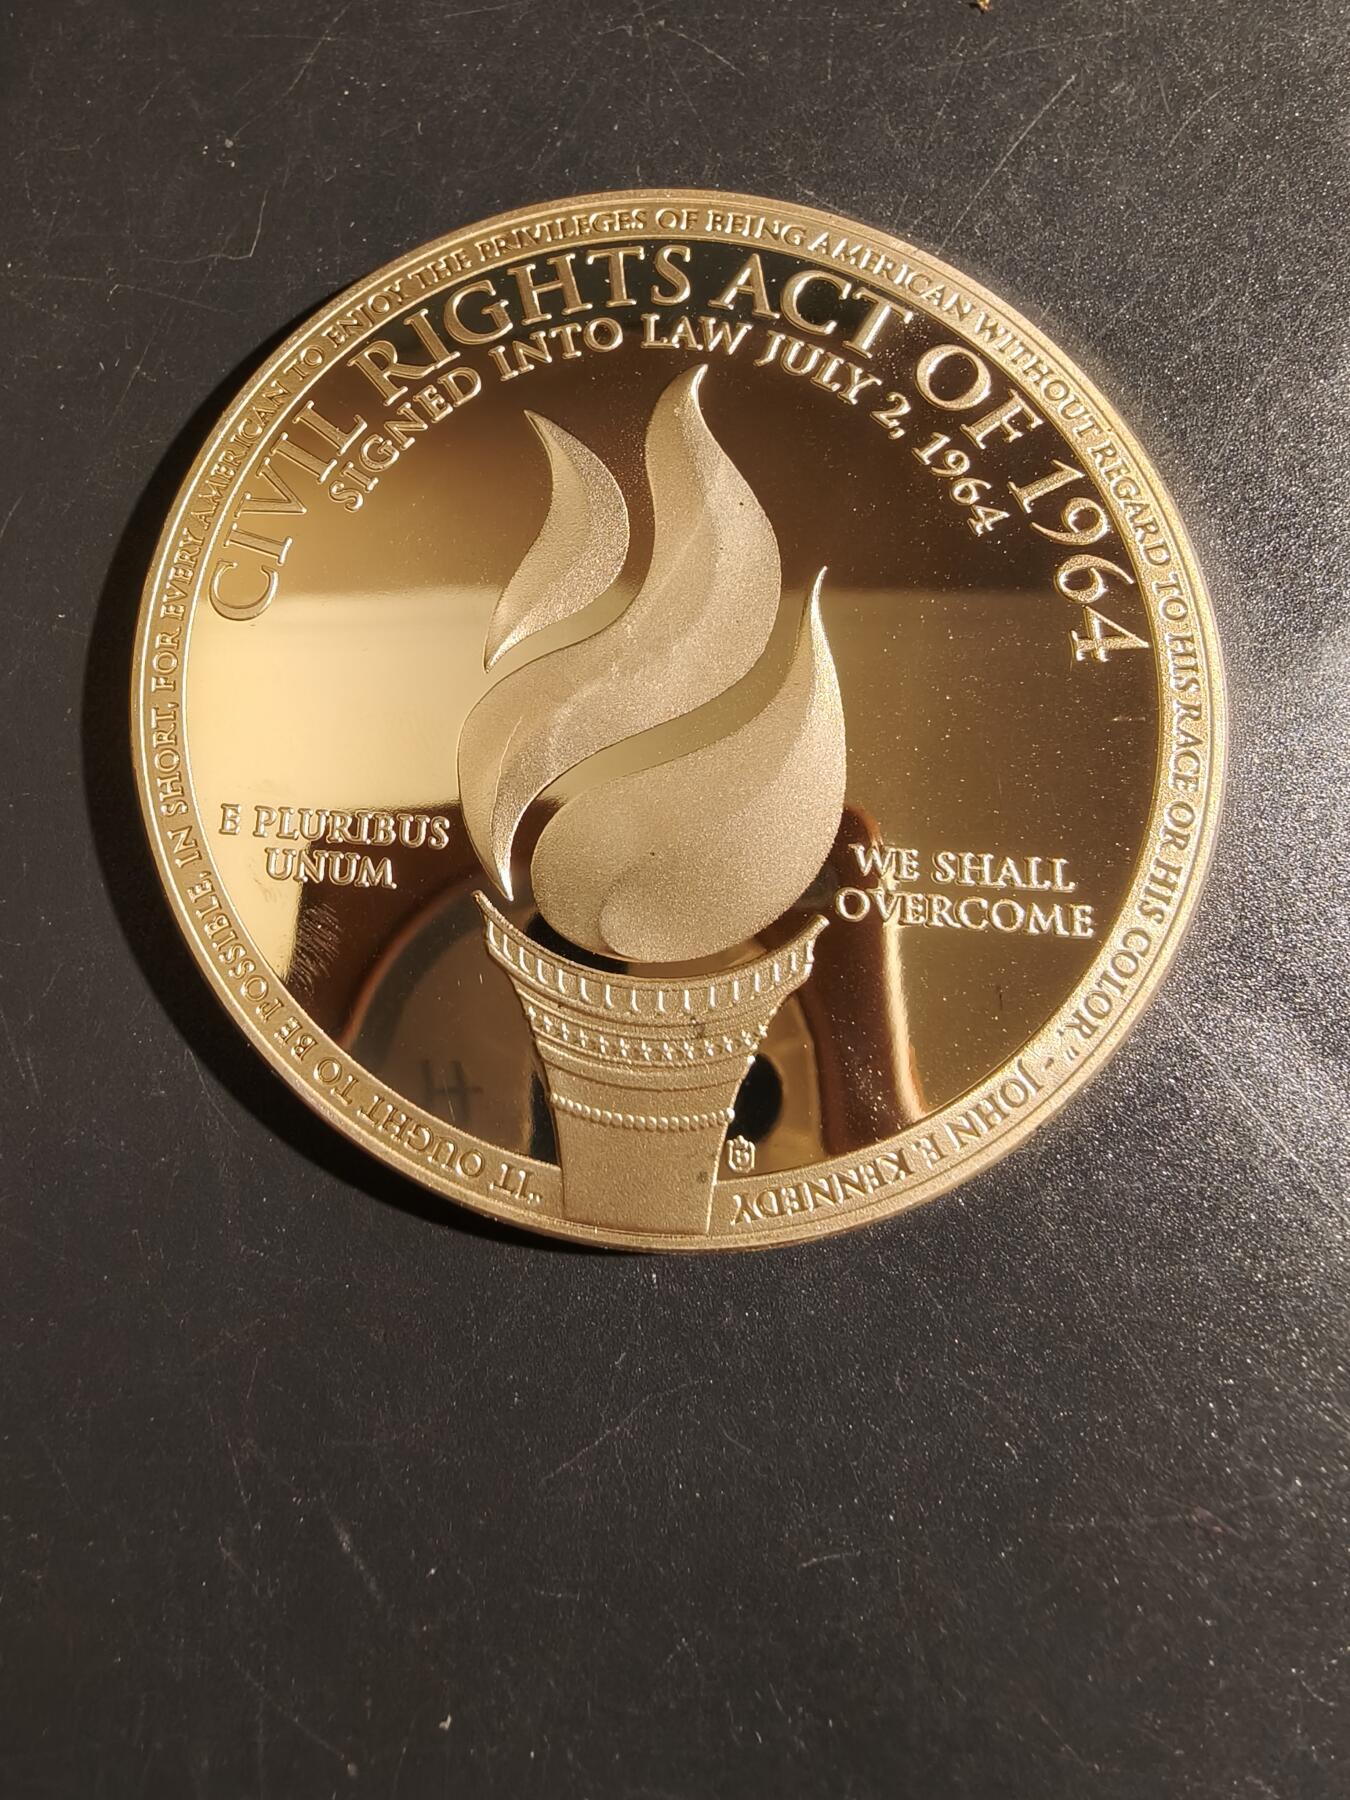 "IT OUGHT TO BE POSSIBLE, IN SHORT, FOR EVERY AMERICAN TO ENJOY THE PRIVILEGES OF BEING AMERICAN WITHOUT REGARD TO HIS RACE OR HIS COLOR." - JOHN F. KENNEDY
CIVIL RIGHTS ACT OF 1964
SIGNED INTO LAW JULY 2, 1964
E PLURIBUS
UNUM
WE SHALL
OVERCOME